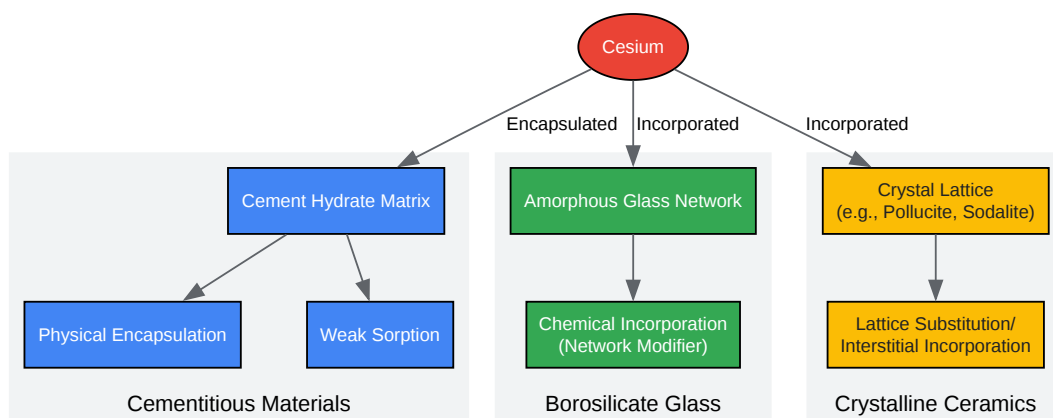 Cesium
Encapsulated
Incorporated
Incorporated
Cement Hydrate Matrix
Amorphous Glass Network
Crystal Lattice
(e.g., Pollucite, Sodalite)
Physical Encapsulation
Weak Sorption
Chemical Incorporation
(Network Modifier)
Lattice Substitution/
Interstitial Incorporation
Cementitious Materials
Borosilicate Glass
Crystalline Ceramics